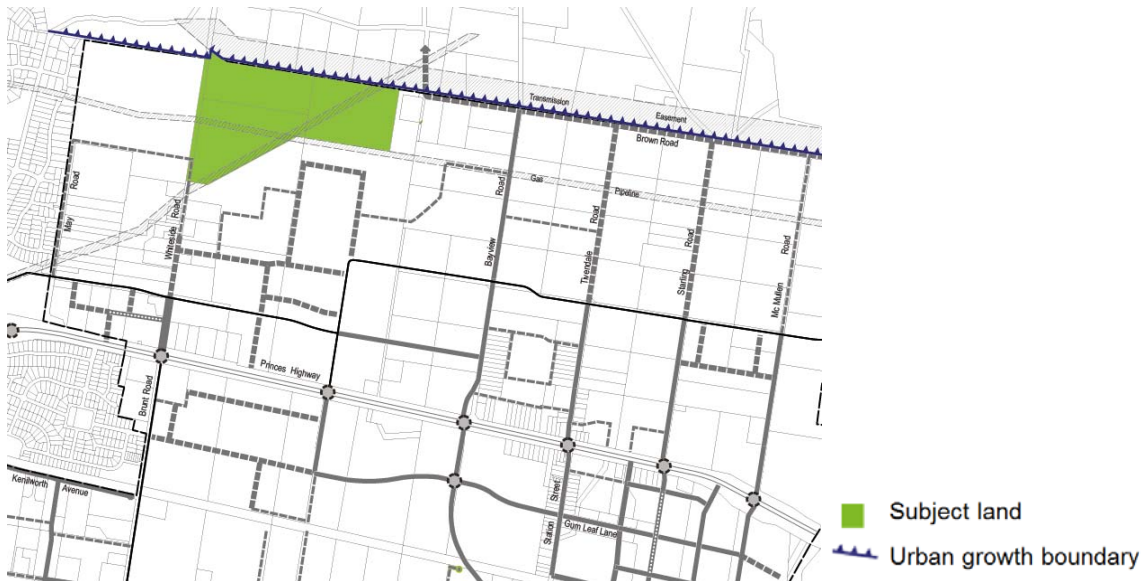 Transmission
Easement
Brown Road
Gas
Pipeline
May
Road
Whiteside
Road
Bayview
Road
Tivendale
Road
Starling
Road
Mc Mullen
Road
Princes Highway
Brunt Road
Kenilworth
Avenue
Station
Street
Gum Leaf Lane
Subject land
Urban growth boundary